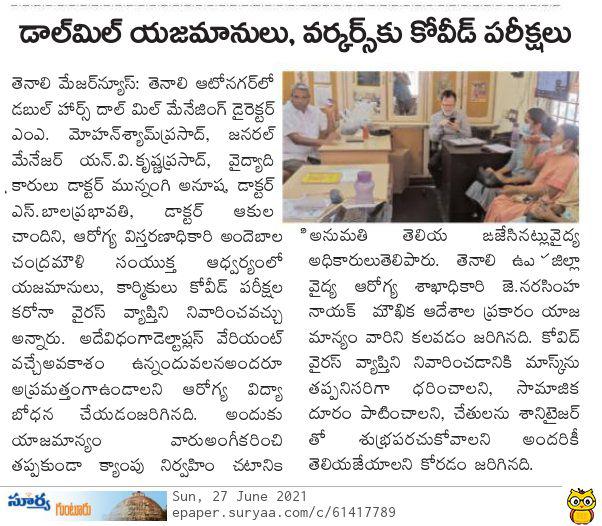 డాల్‌మిల్ యజమానులు, వర్కర్స్‌కు కోవీడ్ పరీక్షలు
తెనాలి మేజర్‌న్యూస్: తెనాలి ఆటోనగర్‌లో
డబుల్ హార్స్ దాల్ మిల్ మేనేజింగ్ డైరెక్టర్
ఎంఎ. మోహన్‌శ్యామ్‌ప్రసాద్, జనరల్
మేనేజర్ యన్.వి.కృష్ణప్రసాద్, వైద్యాధి
కారులు డాక్టర్ మున్నంగి అనూష, డాక్టర్
ఎస్.బాలప్రభావతి, డాక్టర్ ఆకుల
చాందిని, ఆరోగ్య విస్తరణాధికారి అందెబాల
చంద్రమౌళి సంయుక్త ఆధ్వర్యంలో
యజమానులు, కార్మికులు కోవీడ్ పరీక్షల
కరోనా వైరస్ వ్యాప్తిని నివారించవచ్చు
అన్నారు. అదేవిధంగాడెల్టాప్లస్ వేరియంట్
వచ్చేఅవకాశం ఉన్నందువలనఅందరూ
అప్రమత్తంగాఉండాలని ఆరోగ్య విద్యా
బోధన చేయడంజరిగినది. అందుకు
యాజమాన్యం వారుఅంగీకరించి
తప్పకుండా క్యాంపు నిర్వహిం చటానిక
అనుమతి తెలియ జజేసినట్లువైద్య
అధికారులుతెలిపారు. తెనాలి ఉప జిల్లా
వైద్య ఆరోగ్య శాఖాధికారి జె.నరసింహ
నాయక్ మౌఖిక ఆదేశాల ప్రకారం యాజ
మాన్యం వారిని కలవడం జరిగినది. కోవిడ్
వైరస్ వ్యాప్తిని నివారించడానికి మాస్క్‌ను
తప్పనిసరిగా ధరించాలని, సామాజిక
దూరం పాటించాలని, చేతులను శానిటైజర్
తో శుభ్రపరచుకోవాలని అందరికీ
తెలియజేయాలని కోరడం జరిగినది.
సూర్య గుంటూరు
Sun, 27 June 2021
epaper.suryaa.com/c/61417789